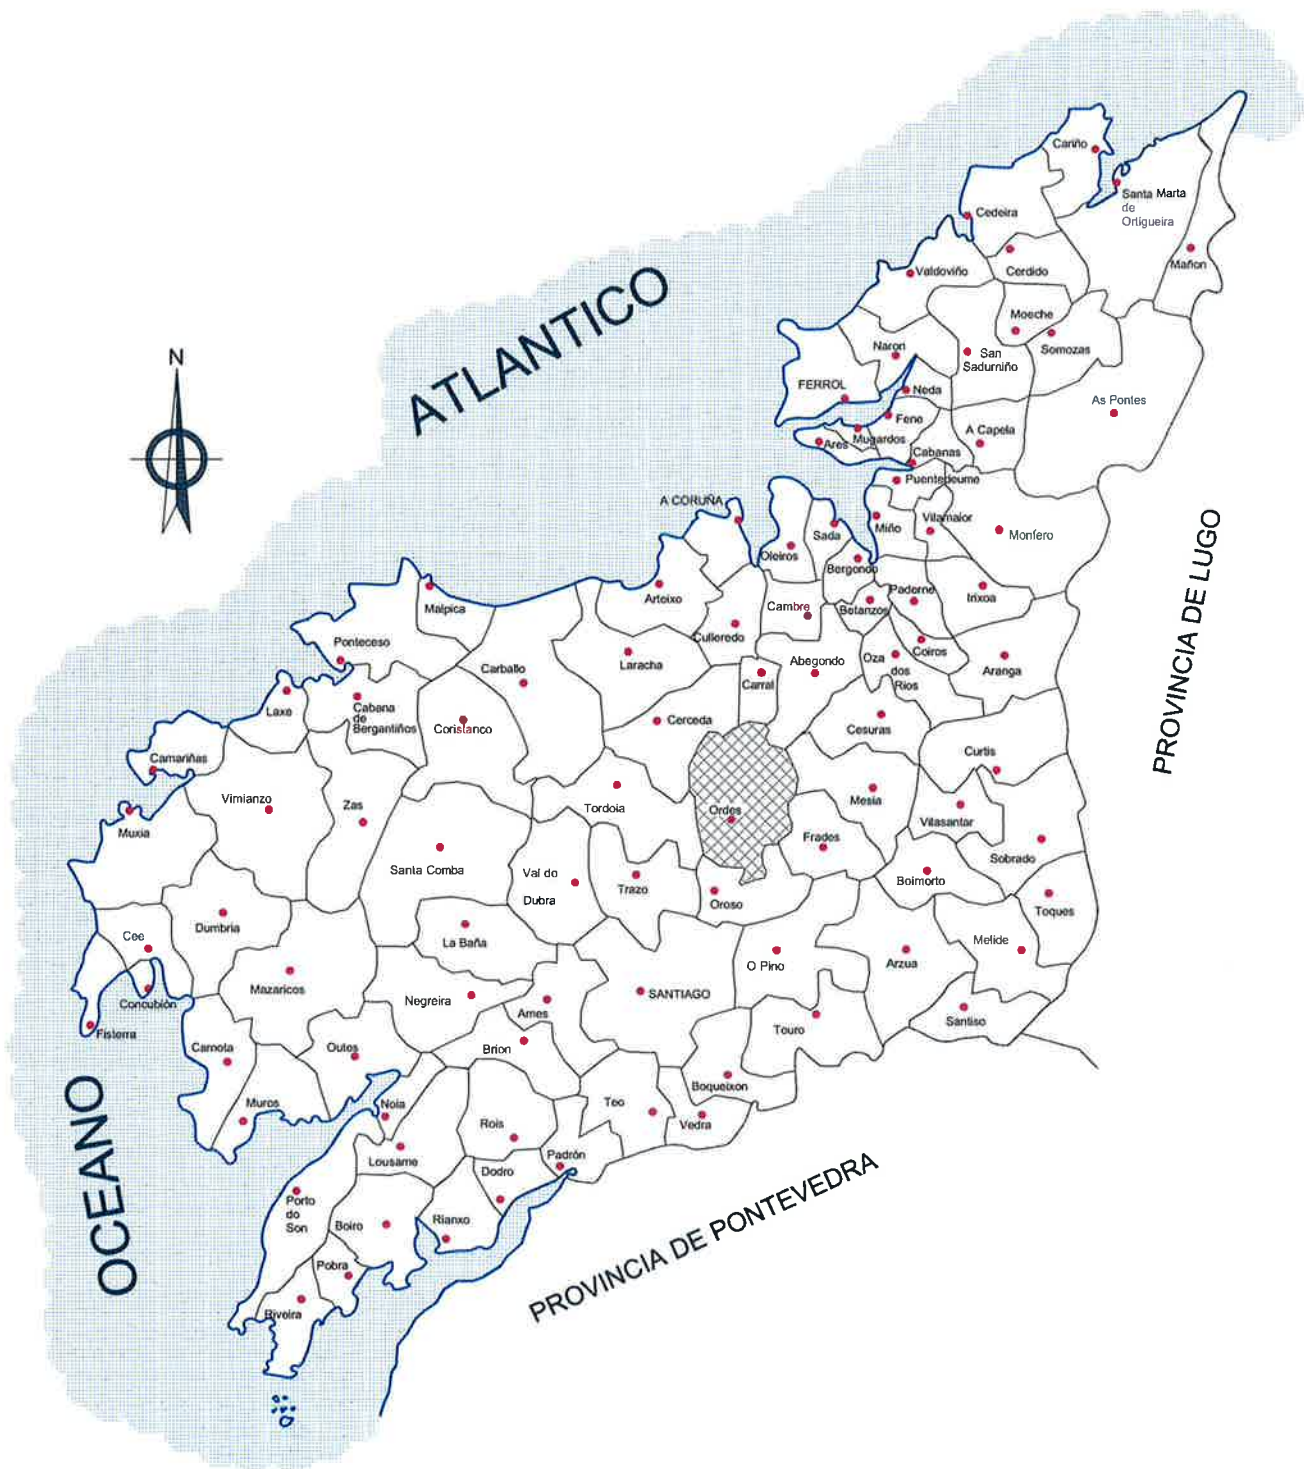 Cariño
Santa Marta
de
Ortigueira
Cedeira
Cerdido
Mañon
Valdoviño
Moeche
Somozas
Naron
San
Sadurniño
N
ATLANTICO
FERROL
Neda
As Pontes
Fene
Mugardos
Ares
A Capela
Cabanas
Puentedeume
A CORUÑA
Sada
Miño
Vilamaior
Monfero
Oleiros
Bergondo
PROVINCIA DE LUGO
Malpica
Arteixo
Cambre
Betanzos
Paderne
Irixoa
Culleredo
Ponteceso
Carballo
Laracha
Abegondo
Oza
dos
Rios
Coiros
Aranga
Carral
Laxe
Cabana
de
Bergantiños
Coristanco
Cerceda
Cesuras
Curtis
Camariñas
Vimianzo
Zas
Tordoia
Ordes
Mesia
Vilasantar
Muxia
Frades
Sobrado
Santa Comba
Val do
Dubra
Trazo
Oroso
Boimorto
Toques
Dumbria
Cee
La Baña
O Pino
Arzua
Melide
Mazaricos
Negreira
SANTIAGO
Concubión
Ames
Touro
Santiso
Fisterra
Carnota
Outes
Brion
Boqueixon
Muros
Noia
Teo
Vedra
Rois
Lousame
Padrón
Dodro
OCEANO
Porto
do
Son
Boiro
Rianxo
PROVINCIA DE PONTEVEDRA
Pobra
Riveira